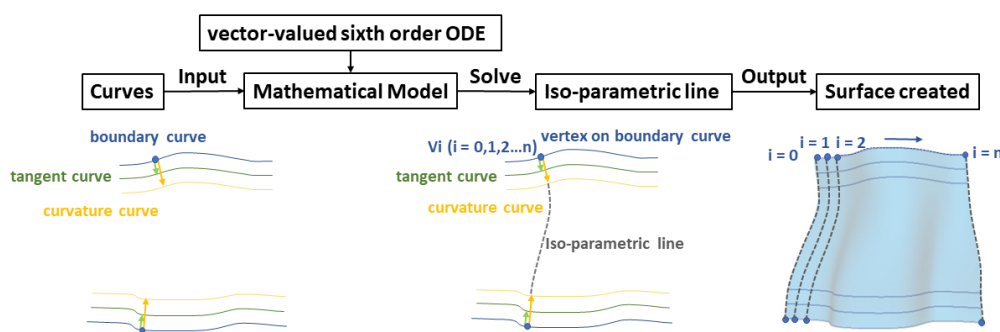 vector-valued sixth order ODE
Input
Solve
Output
Curves
Mathematical Model
Iso-parametric line
Surface created
boundary curve
tangent curve
curvature curve
Vi (i = 0,1,2...n)
vertex on boundary curve
tangent curve
curvature curve
Iso-parametric line
i = 0
i = 1
i = 2
i = n